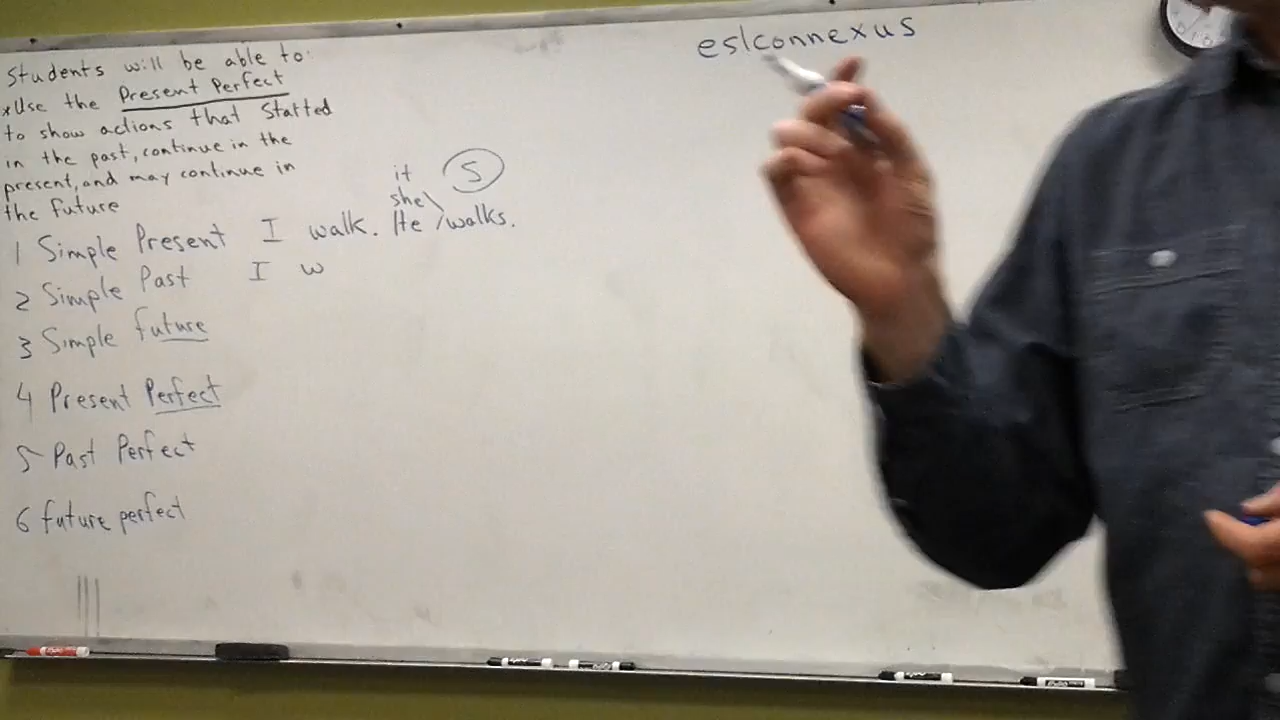 eslconnexus
Students will be able to:
*Use the Present Perfect
to show actions that started
in the past, continue in the
present, and may continue in
the future
it S
she
1 Simple Present I walk. He walks.
2 Simple Past I w
3 Simple future
4 Present Perfect
5 Past Perfect
6 future perfect